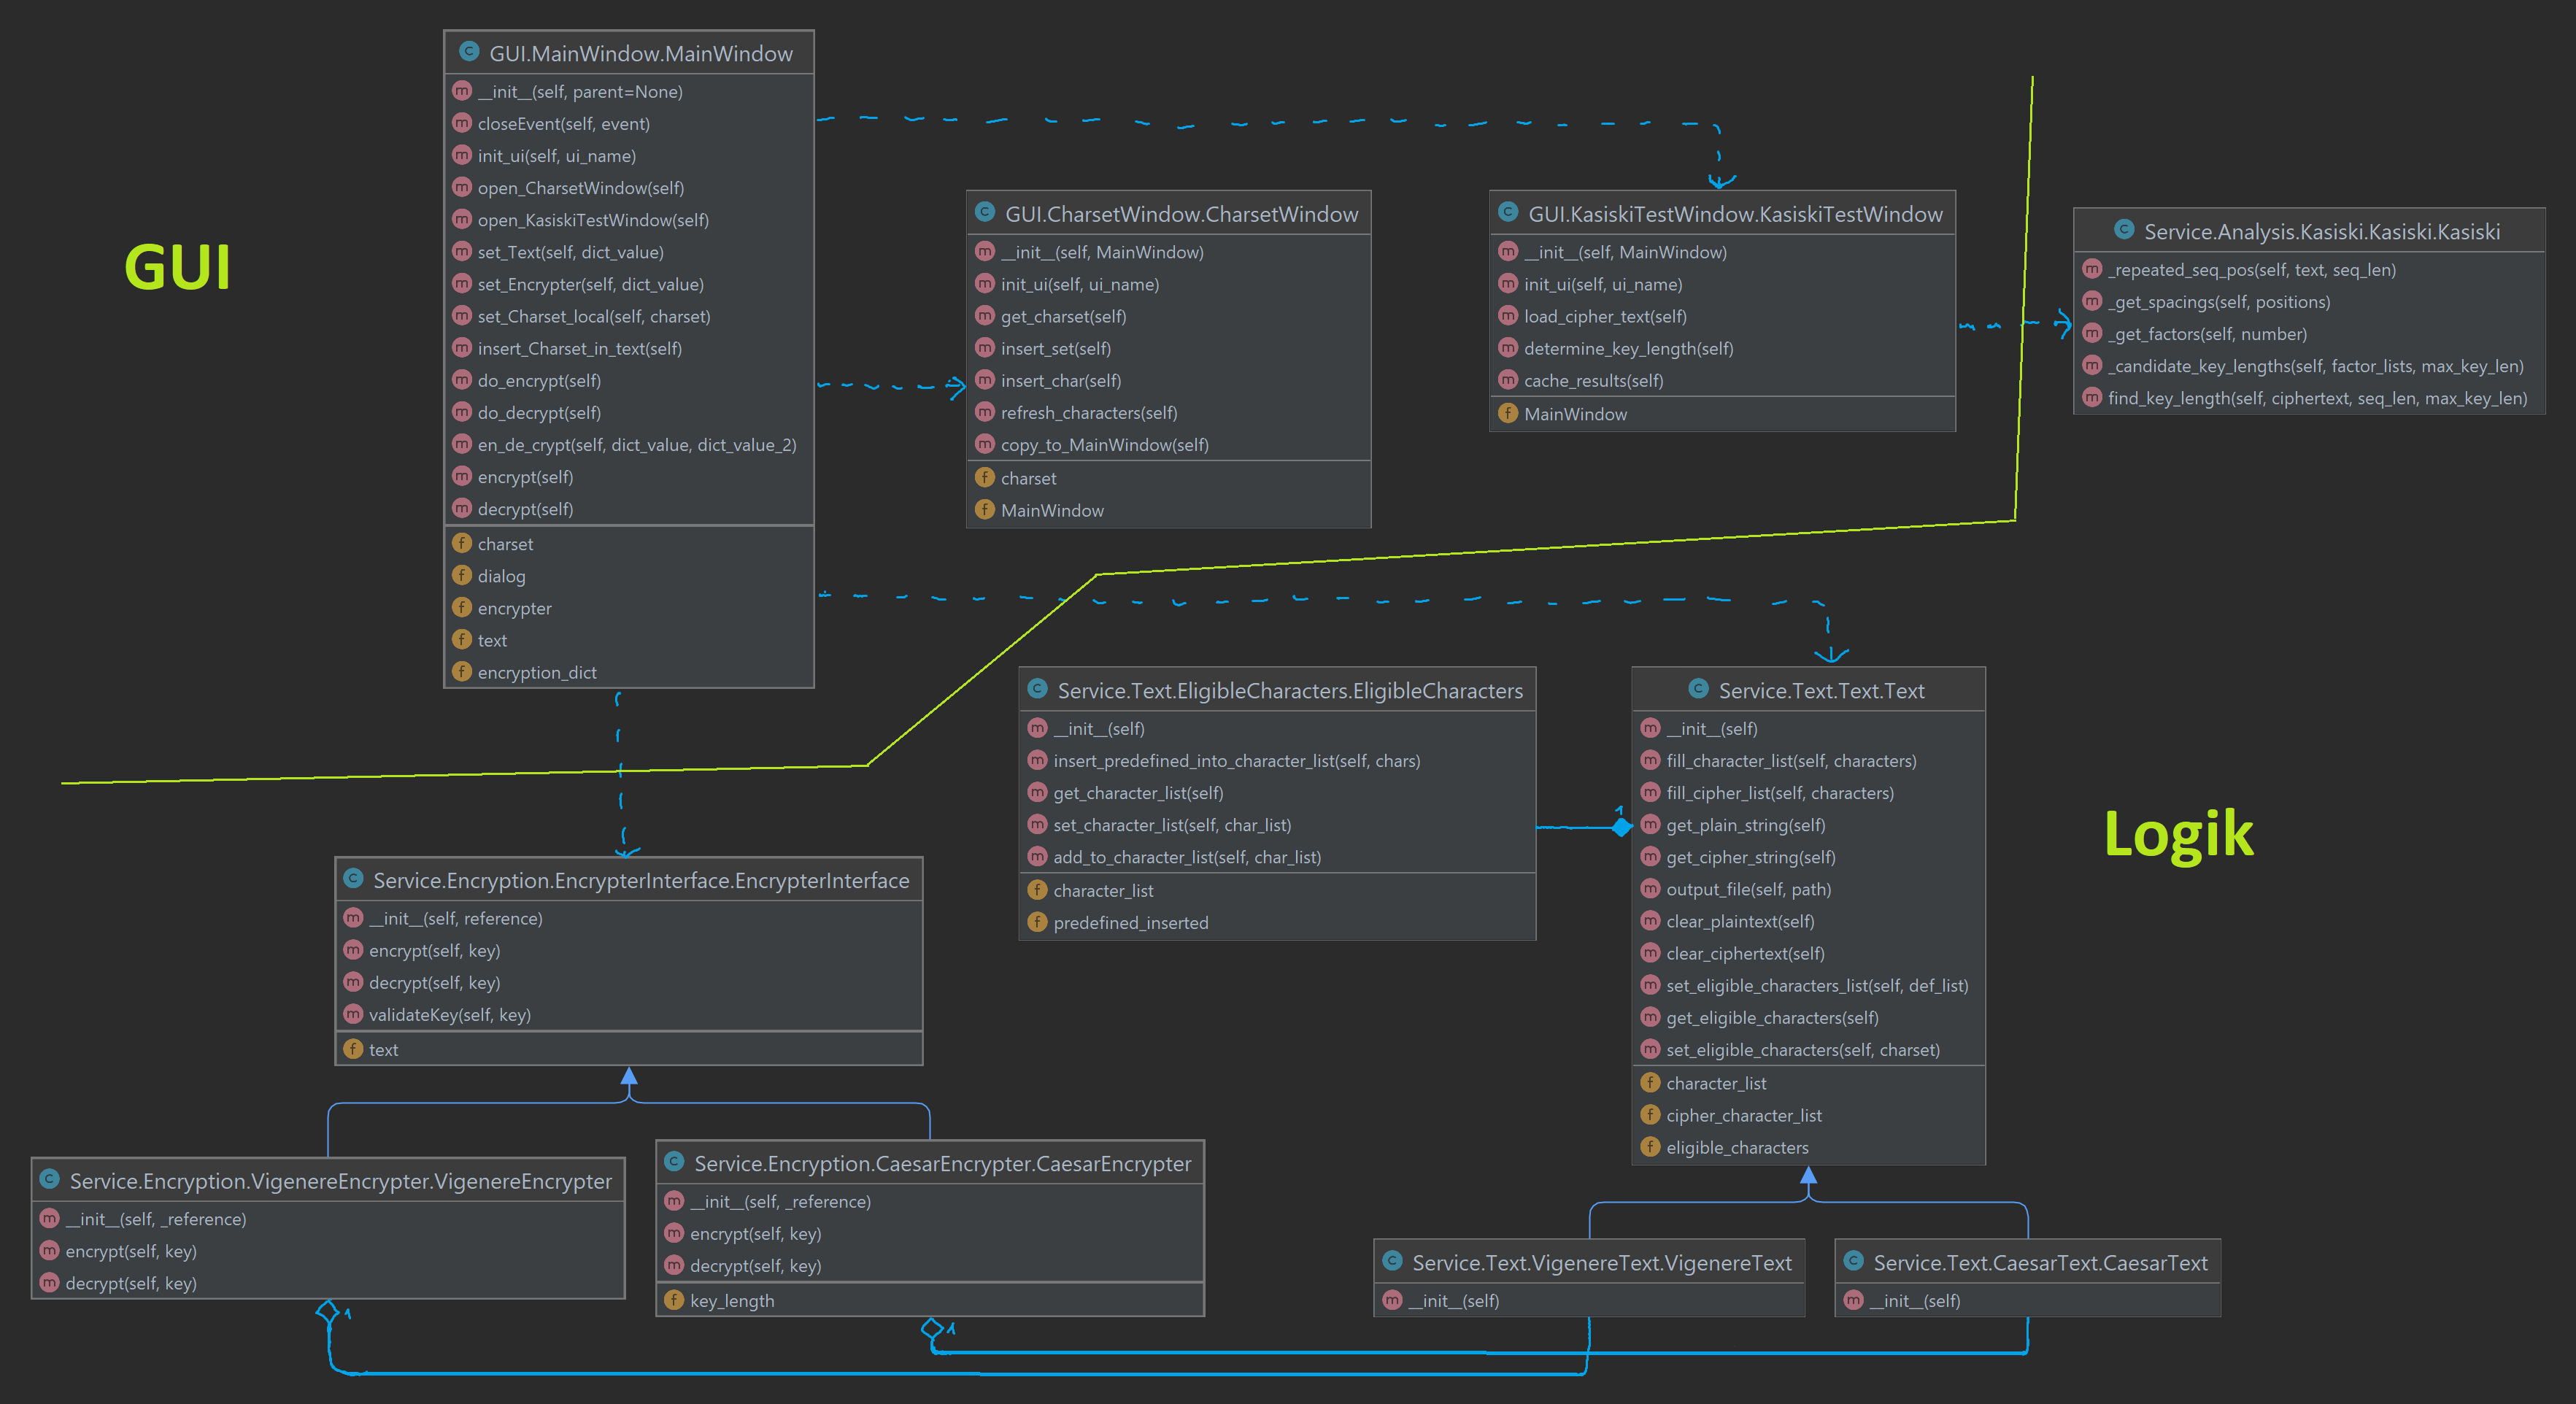 GUI
GUI.MainWindow.MainWindow
__init__(self, parent=None)
closeEvent(self, event)
init_ui(self, ui_name)
open_CharsetWindow(self)
open_KasiskiTestWindow(self)
set_Text(self, dict_value)
set_Encrypter(self, dict_value)
set_Charset_local(self, charset)
insert_Charset_in_text(self)
do_encrypt(self)
do_decrypt(self)
en_de_crypt(self, dict_value, dict_value_2)
encrypt(self)
decrypt(self)
charset
dialog
encrypter
text
encryption_dict
GUI.CharsetWindow.CharsetWindow
__init__(self, MainWindow)
init_ui(self, ui_name)
get_charset(self)
insert_set(self)
insert_char(self)
refresh_characters(self)
copy_to_MainWindow(self)
charset
MainWindow
GUI.KasiskiTestWindow.KasiskiTestWindow
__init__(self, MainWindow)
init_ui(self, ui_name)
load_cipher_text(self)
determine_key_length(self)
cache_results(self)
MainWindow
Service.Analysis.Kasiski.Kasiski.Kasiski
_repeated_seq_pos(self, text, seq_len)
_get_spacings(self, positions)
_get_factors(self, number)
_candidate_key_lengths(self, factor_lists, max_key_len)
find_key_length(self, ciphertext, seq_len, max_key_len)
Logik
Service.Text.EligibleCharacters.EligibleCharacters
__init__(self)
insert_predefined_into_character_list(self, chars)
get_character_list(self)
set_character_list(self, char_list)
add_to_character_list(self, char_list)
character_list
predefined_inserted
1
Service.Text.Text.Text
__init__(self)
fill_character_list(self, characters)
fill_cipher_list(self, characters)
get_plain_string(self)
get_cipher_string(self)
output_file(self, path)
clear_plaintext(self)
clear_ciphertext(self)
set_eligible_characters_list(self, def_list)
get_eligible_characters(self)
set_eligible_characters(self, charset)
character_list
cipher_character_list
eligible_characters
Service.Encryption.EncrypterInterface.EncrypterInterface
__init__(self, reference)
encrypt(self, key)
decrypt(self, key)
validateKey(self, key)
text
Service.Encryption.VigenereEncrypter.VigenereEncrypter
__init__(self, _reference)
encrypt(self, key)
decrypt(self, key)
1
Service.Encryption.CaesarEncrypter.CaesarEncrypter
__init__(self, _reference)
encrypt(self, key)
decrypt(self, key)
key_length
1
Service.Text.VigenereText.VigenereText
__init__(self)
Service.Text.CaesarText.CaesarText
__init__(self)